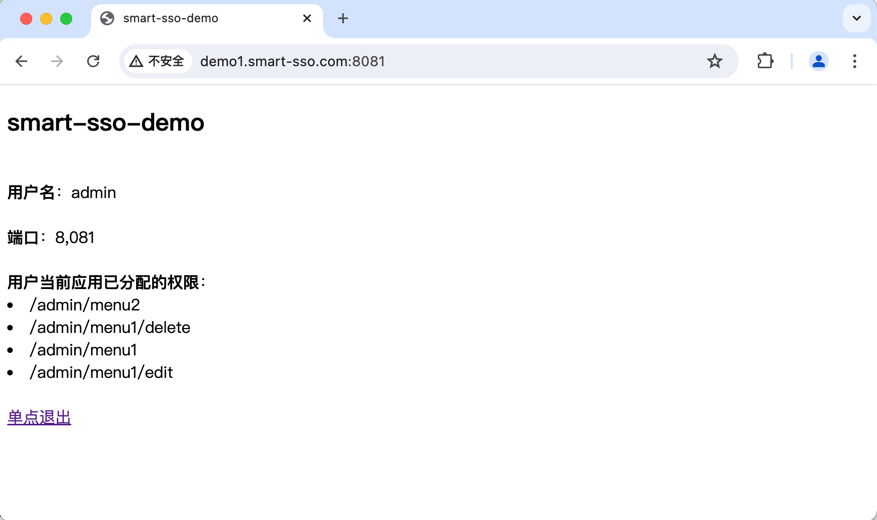 smart-sso-demo
不安全 demo1.smart-sso.com:8081
smart-sso-demo
用户名：admin
端口：8,081
用户当前应用已分配的权限：
/admin/menu2
/admin/menu1/delete
/admin/menu1
/admin/menu1/edit
单点退出